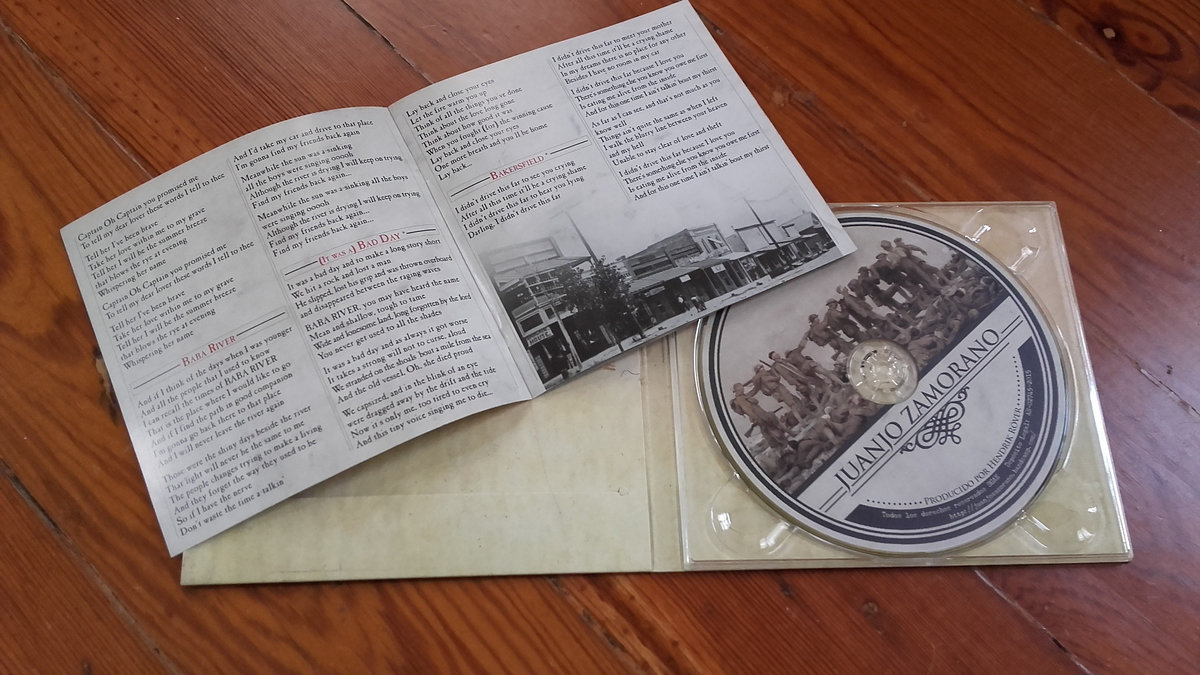 Captain Oh Captain you promised me
To tell my dear lover these words I tell to thee
Tell her I've been brave
Take her love within me to my grave
Tell her I will be the summer breeze
that blows the rye at evening
Whispering her name
Captain Oh Captain you promised me
To tell my dear lover these words I tell to thee
Tell her I've been brave
Take her love within me to my grave
Tell her I will be the summer breeze
that blows the rye at evening
Whispering her name
BABA RIVER
And if I think of the days when I was younger
And all the people that I used to know
I can recall the times of BABA RIVER
That is the place where I would like to go
And if I find the path in good companion
I'm gonna go back there to that place
And I will never leave the river again
Those were the shiny days beside the river
That light will never be the same to me
The people changes trying to make a living
And they forget the way they used to be
So if I have the nerve
Don't waste the time a-talkin'
And I'd take my car and drive to that place
I'm gonna find my friends back again
Meanwhile the sun was a-sinking
all the boys were singing ooooh
Although the river is drying I will keep on trying
Find my friends back again...
Meanwhile the sun was a-sinking all the boys
were singing ooooh
Although the river is drying I will keep on trying
Find my friends back again...
Find my friends back again...
(IT WAS A) BAD DAY
It was a bad day and to make a long story short
We hit a rock and lost a man
He slipped, lost his grip and was thrown overboard
and disappeared between the raging waves
BABA RIVER, you may have heard the name
Mean and shallow, rough to tame
Wide and lonesome land, long forgotten by the lord
You never get used to all the shades
It was a bad day and as always it got worse
It takes a strong will not to curse, aloud
We stranded on the shoals 'bout a mile from the sea
And the old vessel, Oh, she died proud
We capsized, and in the blink of an eye
were dragged away by the drift and the tide
Now it's only me, too tired to even cry
And this tiny voice singing me to die...
Lay back and close your eyes
Let the fire warm you up
Think of all the things you've done
Think about the love long gone
Think about how good it was
When you fought (for) the winning cause
Lay back and close your eyes
One more breath and you'll be home
Lay back...
BAKERSFIELD
I didn't drive this far to see you crying
After all this time it'll be a crying shame
I didn't drive this far to hear you lying
Darling, I didn't drive this far
I didn't drive this far to meet your mother
After all this time it'll be a crying shame
In my dreams there is no place for any other
Besides I have no room in my car
I didn't drive this far because I love you
There's something else you know you owe me first
Is eating me alive from the inside
And for this one time I ain't talkin' bout my thirst
As far as I can see, and that's not much as you
know well
Things ain't quite the same as when I left
I walk the blurry line between your heaven
and my hell
Unable to stay clear of love and theft
I didn't drive this far because I love you
There's something else you know you owe me first
Is eating me alive from the inside
And for this one time I ain't talkin' bout my thirst
JUANJO ZAMORANO
PRODUCIDO POR HENDRIK RÖVER
Todos los derechos reservados 2015
Depósito Legal: